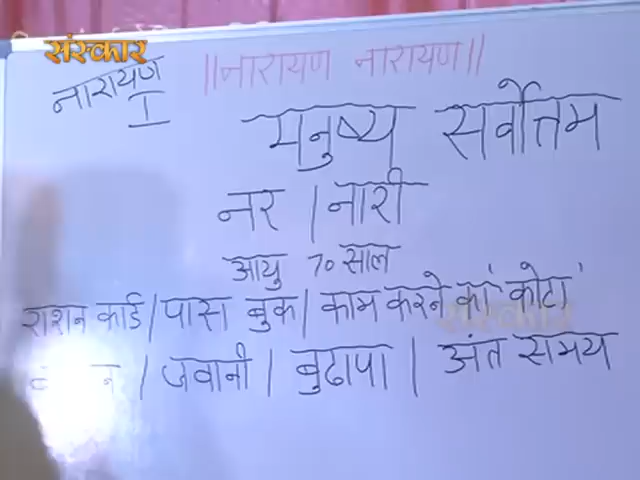 संस्कार
॥नारायण नारायण॥
नारायण
I
मनुष्य सर्वोत्तम
नर / नारी
आयु 70 साल
राशन कार्ड / पास बुक / काम करने का कोटा
/ जवानी / बुढापा / अंत समय
संस्कार